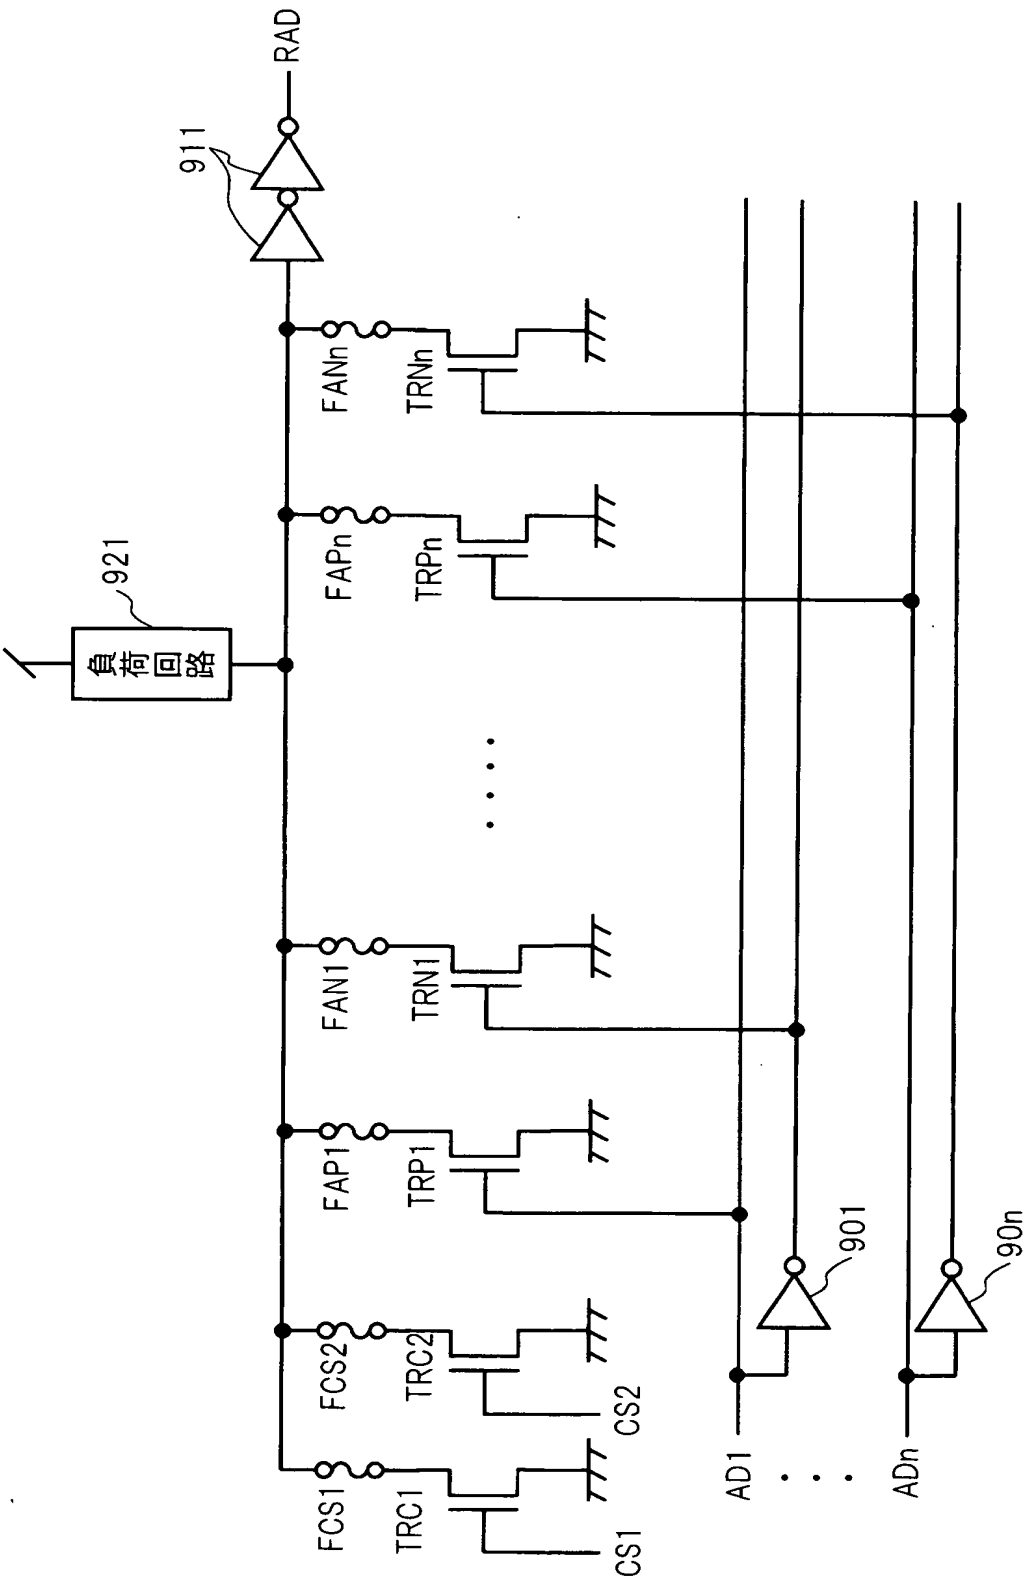 負荷回路
921
911
RAD
FCS1
FCS2
FAP1
FAN1
FAPn
FANn
TRC1
TRC2
TRP1
TRN1
TRPn
TRNn
CS1
CS2
AD1
901
ADn
90n